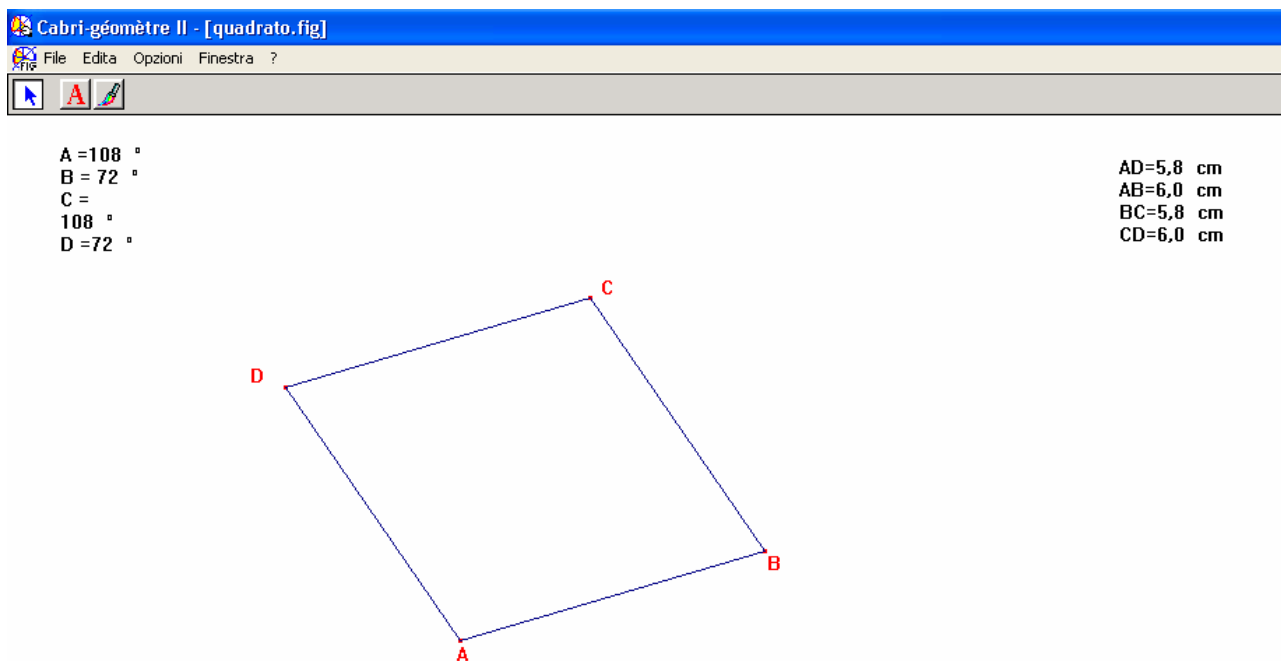 Cabri-géomètre II - [quadrato.fig]
File Edita Opzioni Finestra ?
A
A =108 °
B = 72 °
C =
108 °
D =72 °
AD=5,8 cm
AB=6,0 cm
BC=5,8 cm
CD=6,0 cm
C
D
B
A